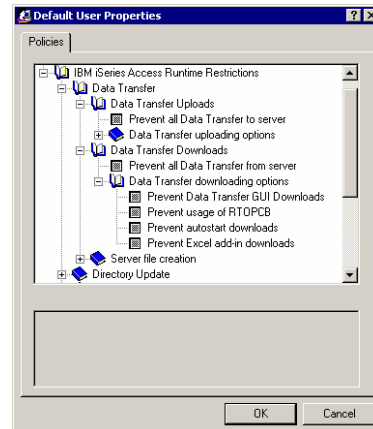 Default User Properties
Policies
IBM iSeries Access Runtime Restrictions
Data Transfer
Data Transfer Uploads
Prevent all Data Transfer to server
Data Transfer uploading options
Data Transfer Downloads
Prevent all Data Transfer from server
Data Transfer downloading options
Prevent Data Transfer GUI Downloads
Prevent usage of RTOPCB
Prevent autostart downloads
Prevent Excel add-in downloads
Server file creation
Directory Update
OK Cancel